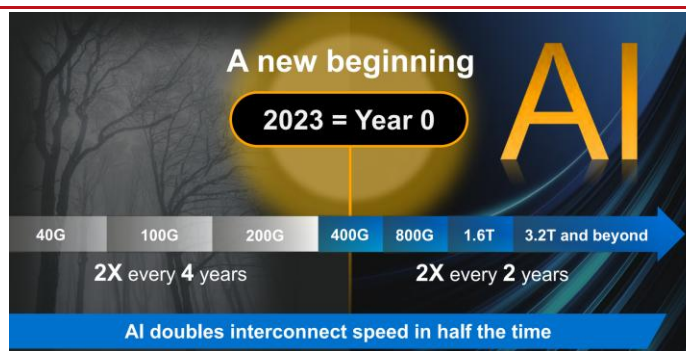 A new beginning
AI
2023 = Year 0
40G 100G 200G 400G 800G 1.6T 3.2T and beyond
2X every 4 years 2X every 2 years
AI doubles interconnect speed in half the time